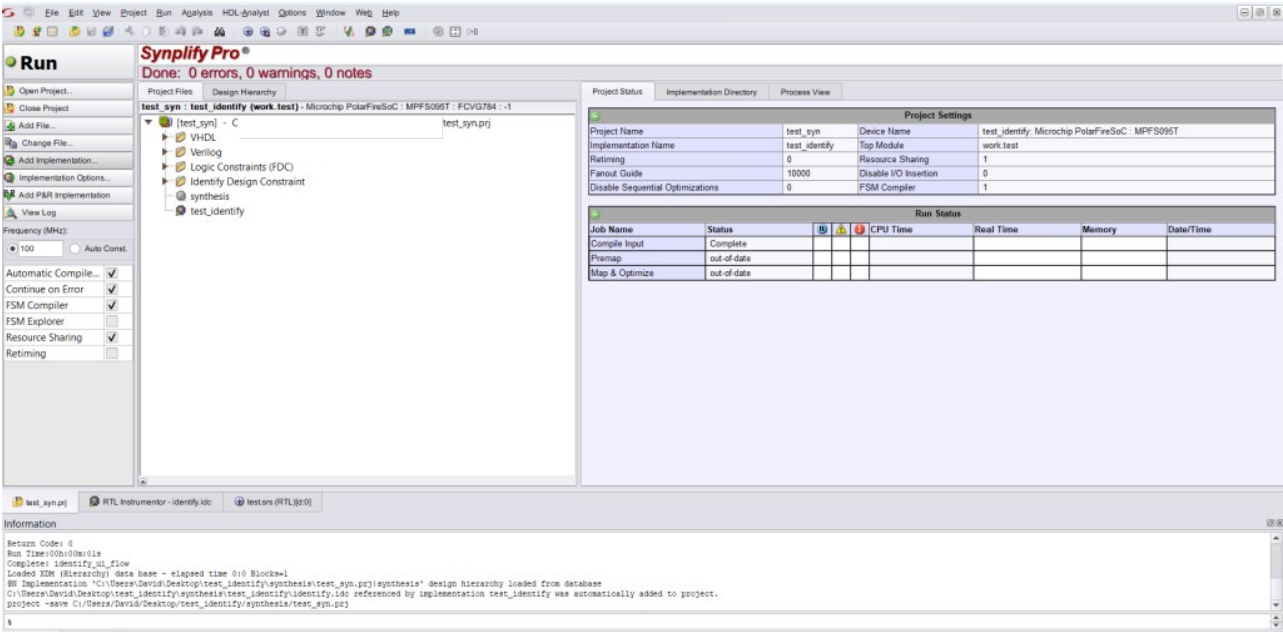 File Edit View Project Run Analysis HDL-Analyst Options Window Web Help
VCS
Run
Synplify Pro®
Done: 0 errors, 0 warnings, 0 notes
Open Project...
Close Project
Add File...
Change File...
Add Implementation...
Implementation Options...
Add P&R Implementation
View Log
Frequency (MHz):
100 Auto Const.
Automatic Compile...
Continue on Error
FSM Compiler
FSM Explorer
Resource Sharing
Retiming
Project Files Design Hierarchy
test_syn : test_identify (work.test) - Microchip PolarFireSoC : MPFS095T : FCVG784 : -1
[test_syn] - C test_syn.prj
VHDL
Verilog
Logic Constraints (FDC)
Identify Design Constraint
synthesis
test_identify
Project Status Implementation Directory Process View
Project Settings
Project Name test_syn Device Name test_identify: Microchip PolarFireSoC : MPFS095T
Implementation Name test_identify Top Module work.test
Retiming 0 Resource Sharing 1
Fanout Guide 10000 Disable I/O Insertion 0
Disable Sequential Optimizations 0 FSM Compiler 1
Run Status
Job Name Status CPU Time Real Time Memory Date/Time
Compile Input Complete
Premap out-of-date
Map & Optimize out-of-date
test_syn.prj RTL Instrumentor - identify.idc test.srs (RTL)[d:0]
Information
Return Code: 0
Run Time:00h:00m:01s
Complete: identify_ui_flow
Loaded XDM (Hierarchy) data base - elapsed time 0:0 Blocks=1
@N Implementation "C:\Users\David\Desktop\test_identify\synthesis\test_syn.prj|synthesis" design hierarchy loaded from database
C:\Users\David\Desktop\test_identify\synthesis\test_identify\identify.idc referenced by implementation test_identify was automatically added to project.
project -save C:/Users/David/Desktop/test_identify/synthesis/test_syn.prj
%